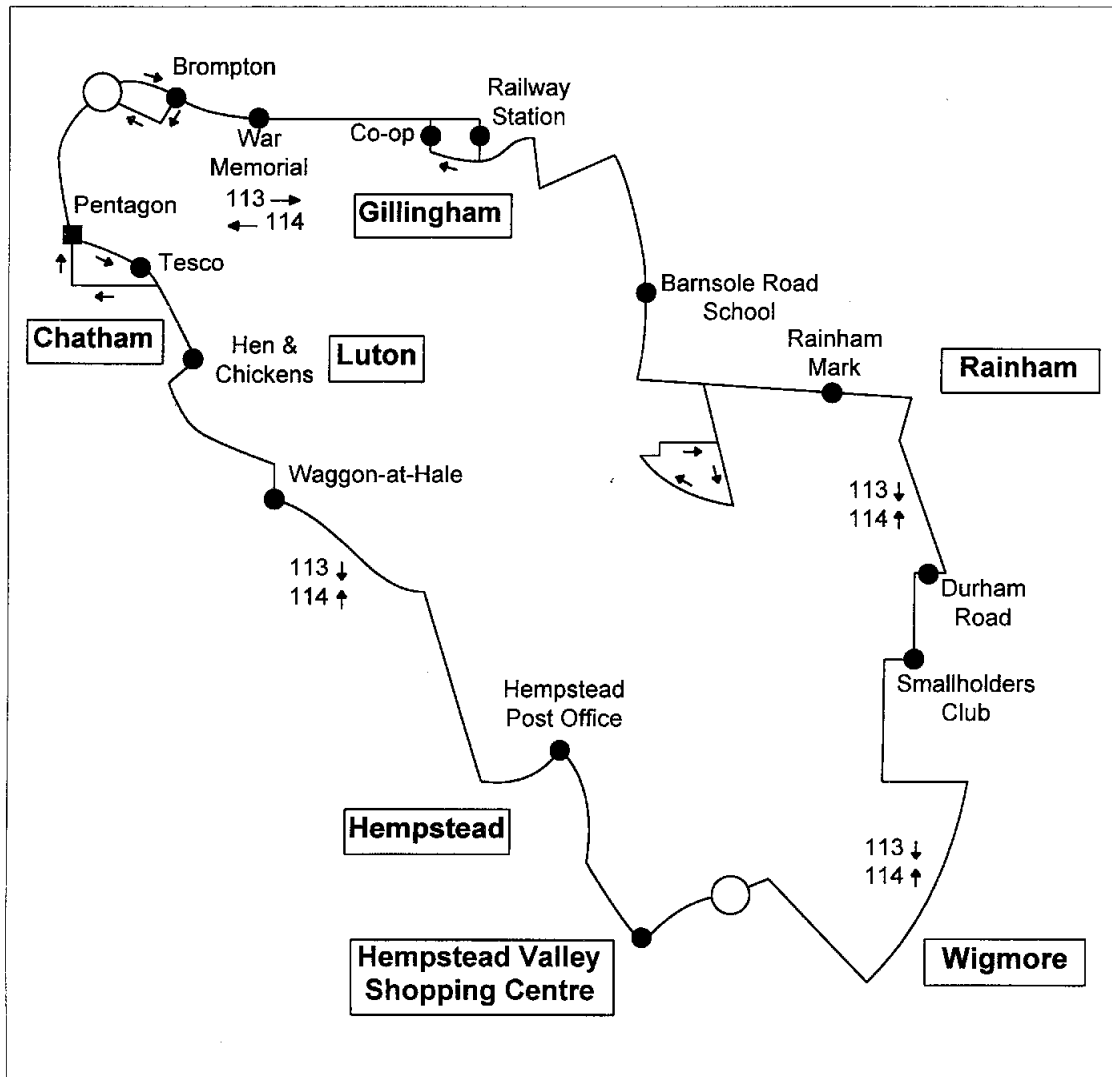 Brompton
Railway
Station
Co-op
War
Memorial
113 →
← 114
Gillingham
Pentagon
Tesco
Barnsole Road
School
Chatham
Hen &
Chickens
Luton
Rainham
Mark
Rainham
Waggon-at-Hale
113 ↓
114 ↑
113 ↓
114 ↑
Durham
Road
Smallholders
Club
Hempstead
Post Office
Hempstead
113 ↓
114 ↑
Hempstead Valley
Shopping Centre
Wigmore